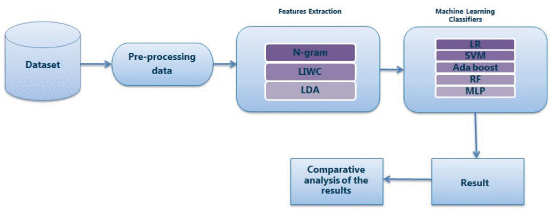 Features Extraction
Machine Learning
Classifiers
Dataset
Pre-processing
data
N-gram
LIWC
LDA
LR
SVM
Ada boost
RF
MLP
Comparative
analysis of the
results
Result